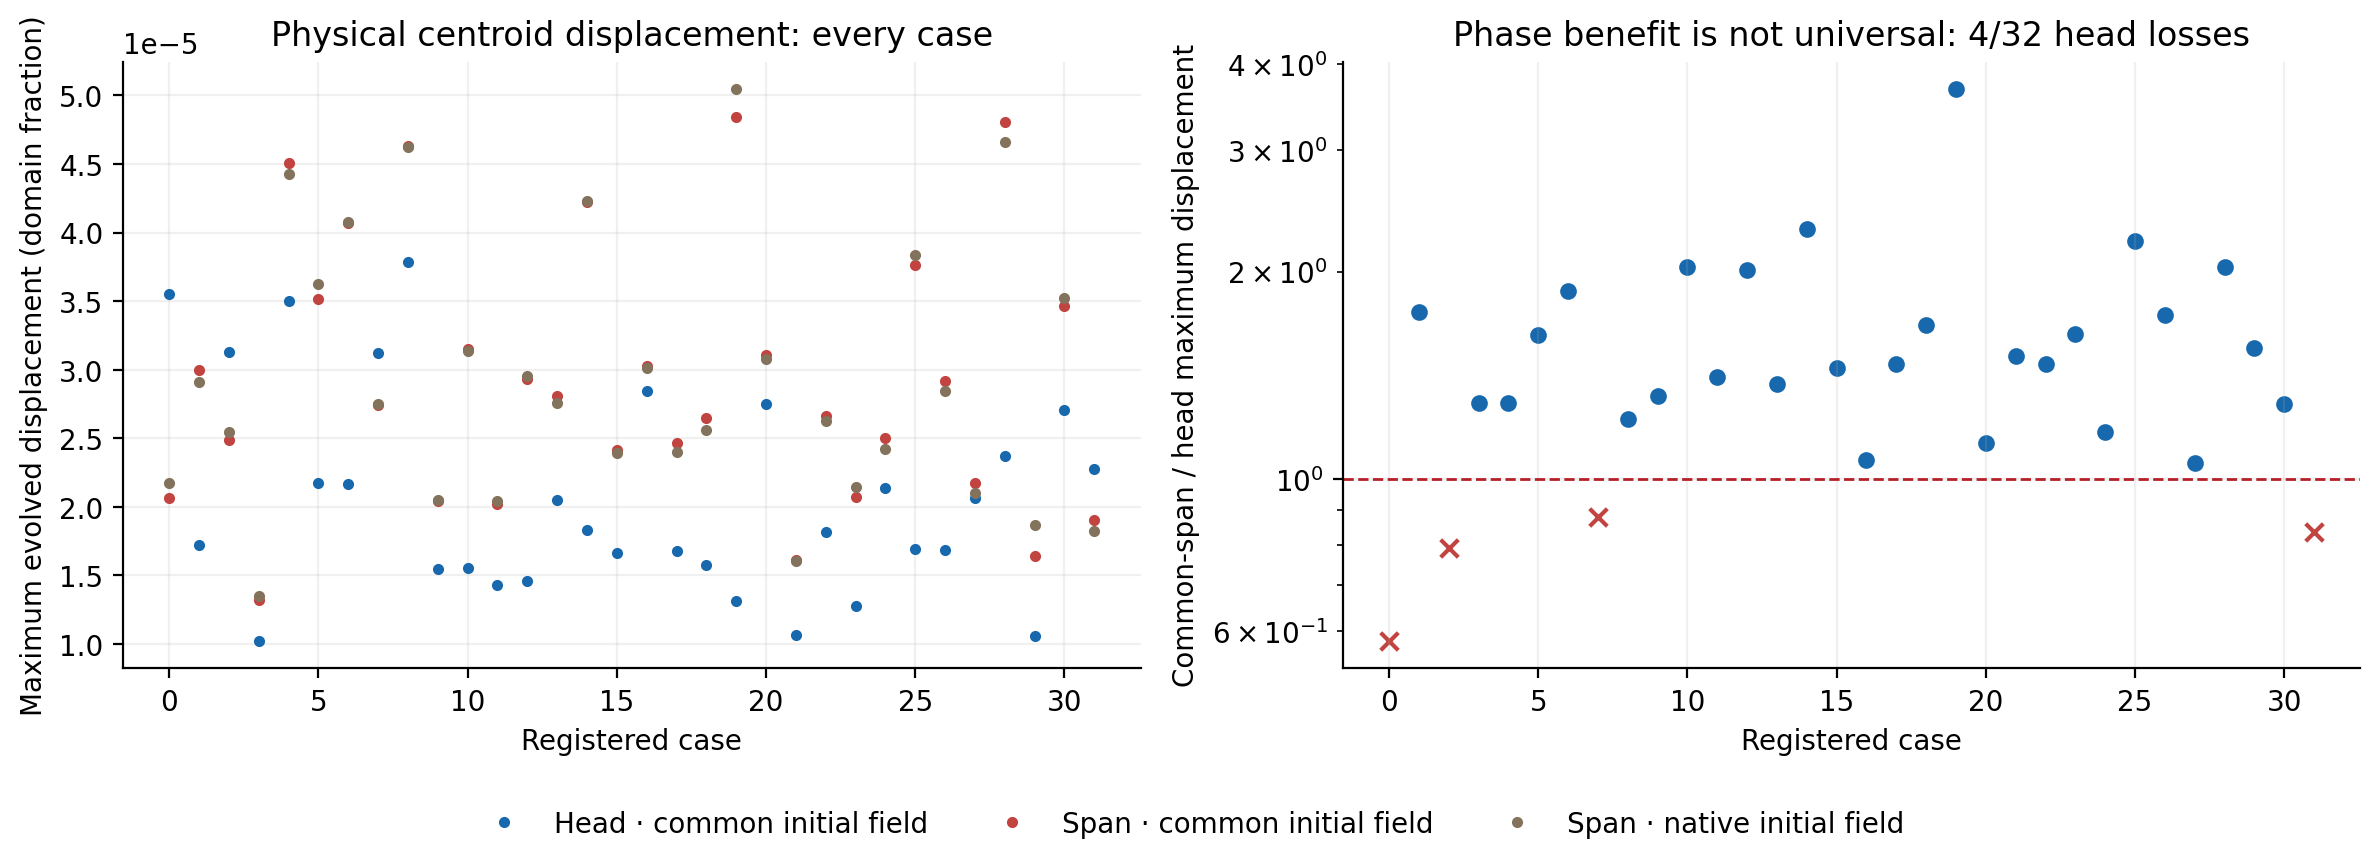 Physical centroid displacement: every case
1e−5
Maximum evolved displacement (domain fraction)
5.0
4.5
4.0
3.5
3.0
2.5
2.0
1.5
1.0
0 5 10 15 20 25 30
Registered case
Phase benefit is not universal: 4/32 head losses
Common-span / head maximum displacement
4 × 10⁰
3 × 10⁰
2 × 10⁰
10⁰
6 × 10⁻¹
0 5 10 15 20 25 30
Registered case
Head · common initial field
Span · common initial field
Span · native initial field